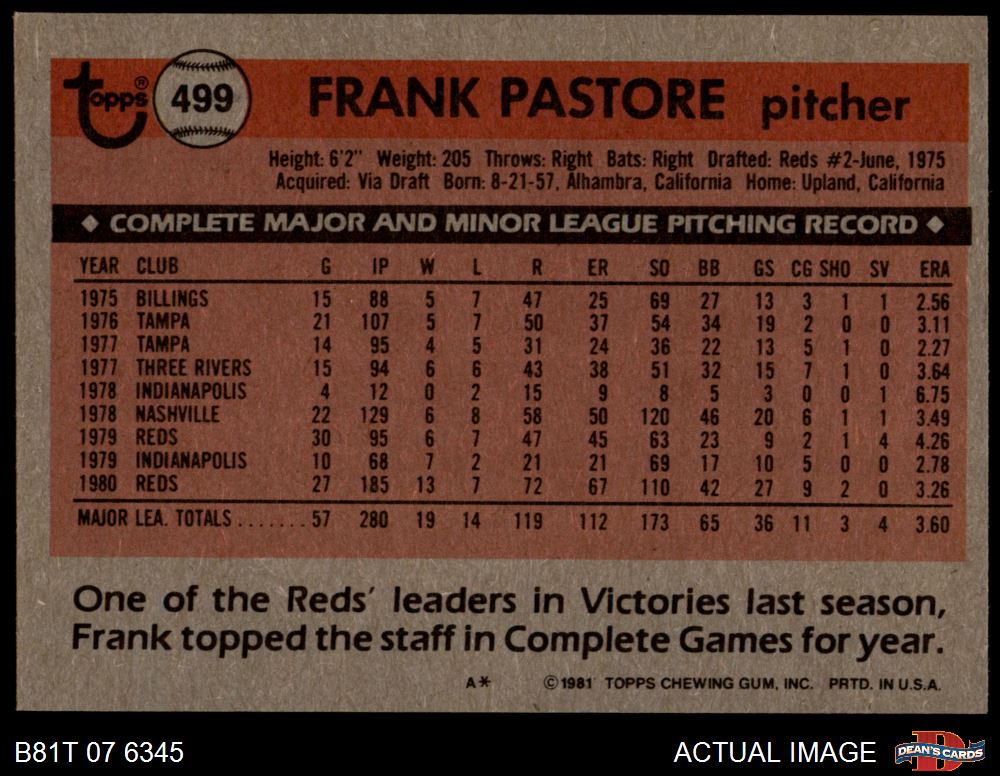 topps® 499 FRANK PASTORE pitcher
Height: 6'2" Weight: 205 Throws: Right Bats: Right Drafted: Reds #2-June, 1975
Acquired: Via Draft Born: 8-21-57, Alhambra, California Home: Upland, California
◆ COMPLETE MAJOR AND MINOR LEAGUE PITCHING RECORD ◆
YEAR CLUB G IP W L R ER SO BB GS CG SHO SV ERA
1975 BILLINGS 15 88 5 7 47 25 69 27 13 3 1 1 2.56
1976 TAMPA 21 107 5 7 50 37 54 34 19 2 0 0 3.11
1977 TAMPA 14 95 4 5 31 24 36 22 13 5 1 0 2.27
1977 THREE RIVERS 15 94 6 6 43 38 51 32 15 7 1 0 3.64
1978 INDIANAPOLIS 4 12 0 2 15 9 8 5 3 0 0 1 6.75
1978 NASHVILLE 22 129 6 8 58 50 120 46 20 6 1 1 3.49
1979 REDS 30 95 6 7 47 45 63 23 9 2 1 4 4.26
1979 INDIANAPOLIS 10 68 7 2 21 21 69 17 10 5 0 0 2.78
1980 REDS 27 185 13 7 72 67 110 42 27 9 2 0 3.26
MAJOR LEA. TOTALS ....... 57 280 19 14 119 112 173 65 36 11 3 4 3.60
One of the Reds' leaders in Victories last season,
Frank topped the staff in Complete Games for year.
A* ©1981 TOPPS CHEWING GUM, INC. PRTD. IN U.S.A.
B81T 07 6345 ACTUAL IMAGE DEAN'S CARDS